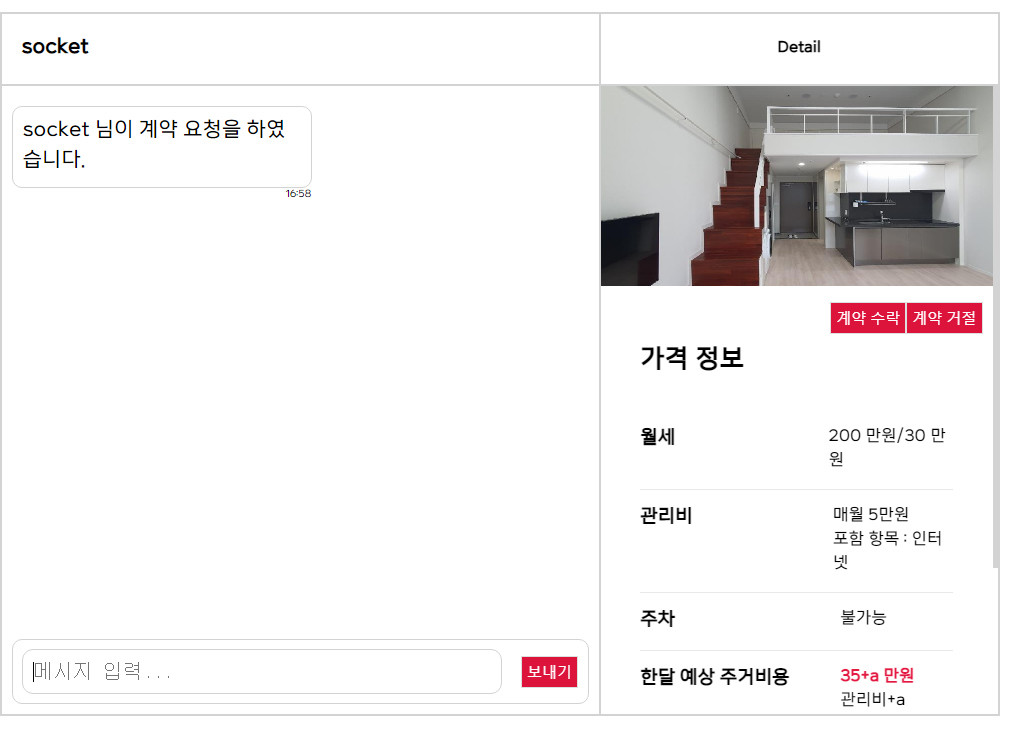 socket
Detail
socket 님이 계약 요청을 하였
습니다.
16:58
메시지 입력...
보내기
계약 수락
계약 거절
가격 정보
월세
200 만원/30 만
원
관리비
매월 5만원
포함 항목 : 인터
넷
주차
불가능
한달 예상 주거비용
35+a 만원
관리비+a